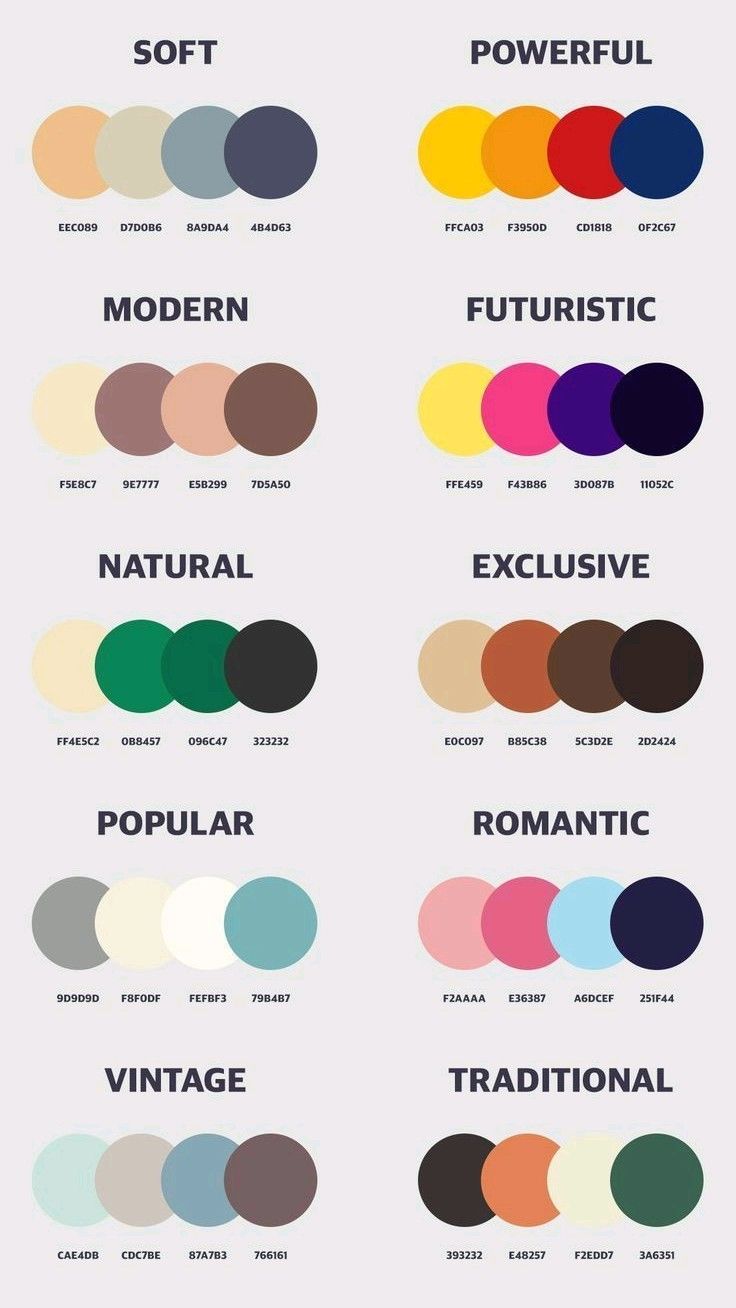 SOFT
POWERFUL
EEC089 D7D0B6 8A9DA4 4B4D63
FFCA03 F3950D CD1818 0F2C67
MODERN
FUTURISTIC
F5E8C7 9E7777 E5B299 7D5A50
FFE459 F43B86 3D087B 11052C
NATURAL
EXCLUSIVE
FF4E5C2 0B8457 096C47 323232
E0C097 B85C38 5C3D2E 2D2424
POPULAR
ROMANTIC
9D9D9D F8F0DF FEFBF3 79B4B7
F2AAAA E36387 A6DCEF 251F44
VINTAGE
TRADITIONAL
CAE4DB CDC7BE 87A7B3 766161
393232 E48257 F2EDD7 3A6351